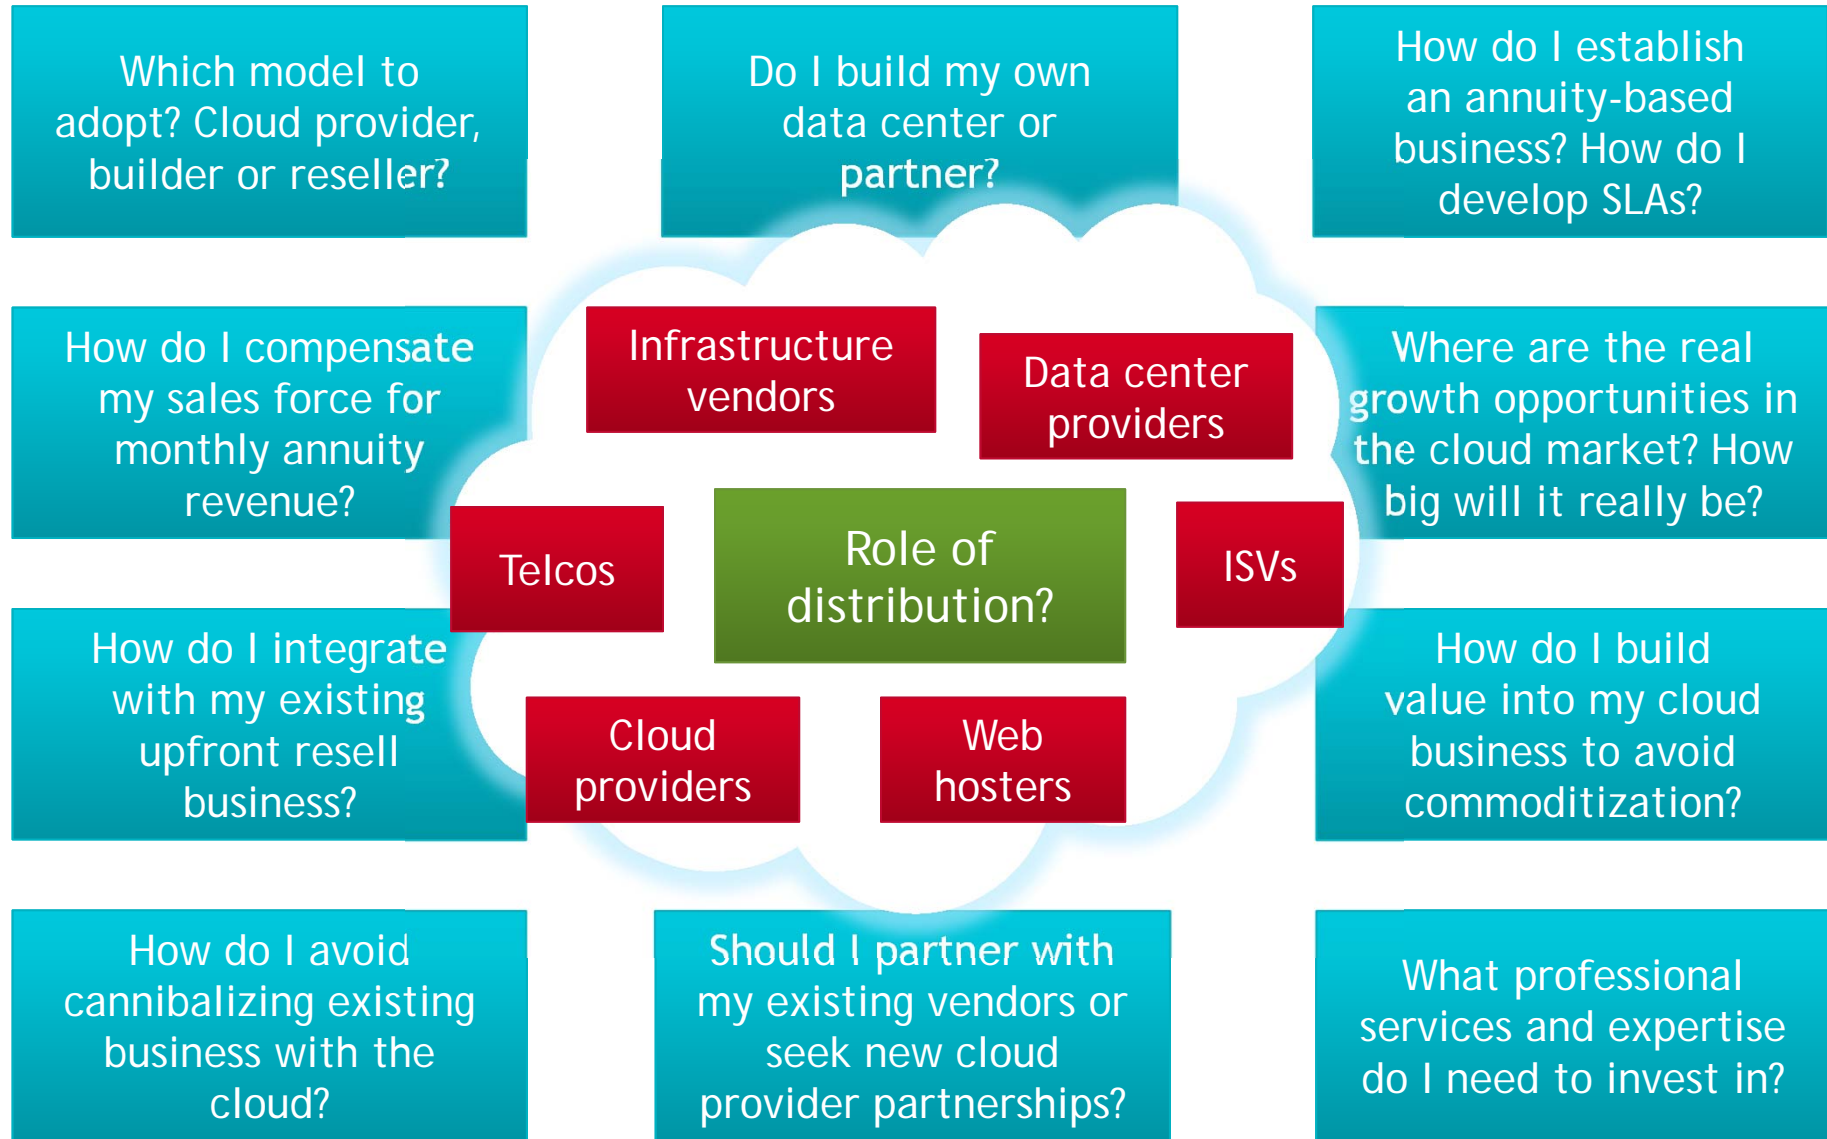 Which model to
adopt? Cloud provider,
builder or reseller?
Do I build my own
data center or
partner?
How do I establish
an annuity-based
business? How do I
develop SLAs?
How do I compensate
my sales force for
monthly annuity
revenue?
Infrastructure
vendors
Data center
providers
Where are the real
growth opportunities in
the cloud market? How
big will it really be?
Telcos
Role of
distribution?
ISVs
How do I integrate
with my existing
upfront resell
business?
Cloud
providers
Web
hosters
How do I build
value into my cloud
business to avoid
commoditization?
How do I avoid
cannibalizing existing
business with the
cloud?
Should I partner with
my existing vendors or
seek new cloud
provider partnerships?
What professional
services and expertise
do I need to invest in?